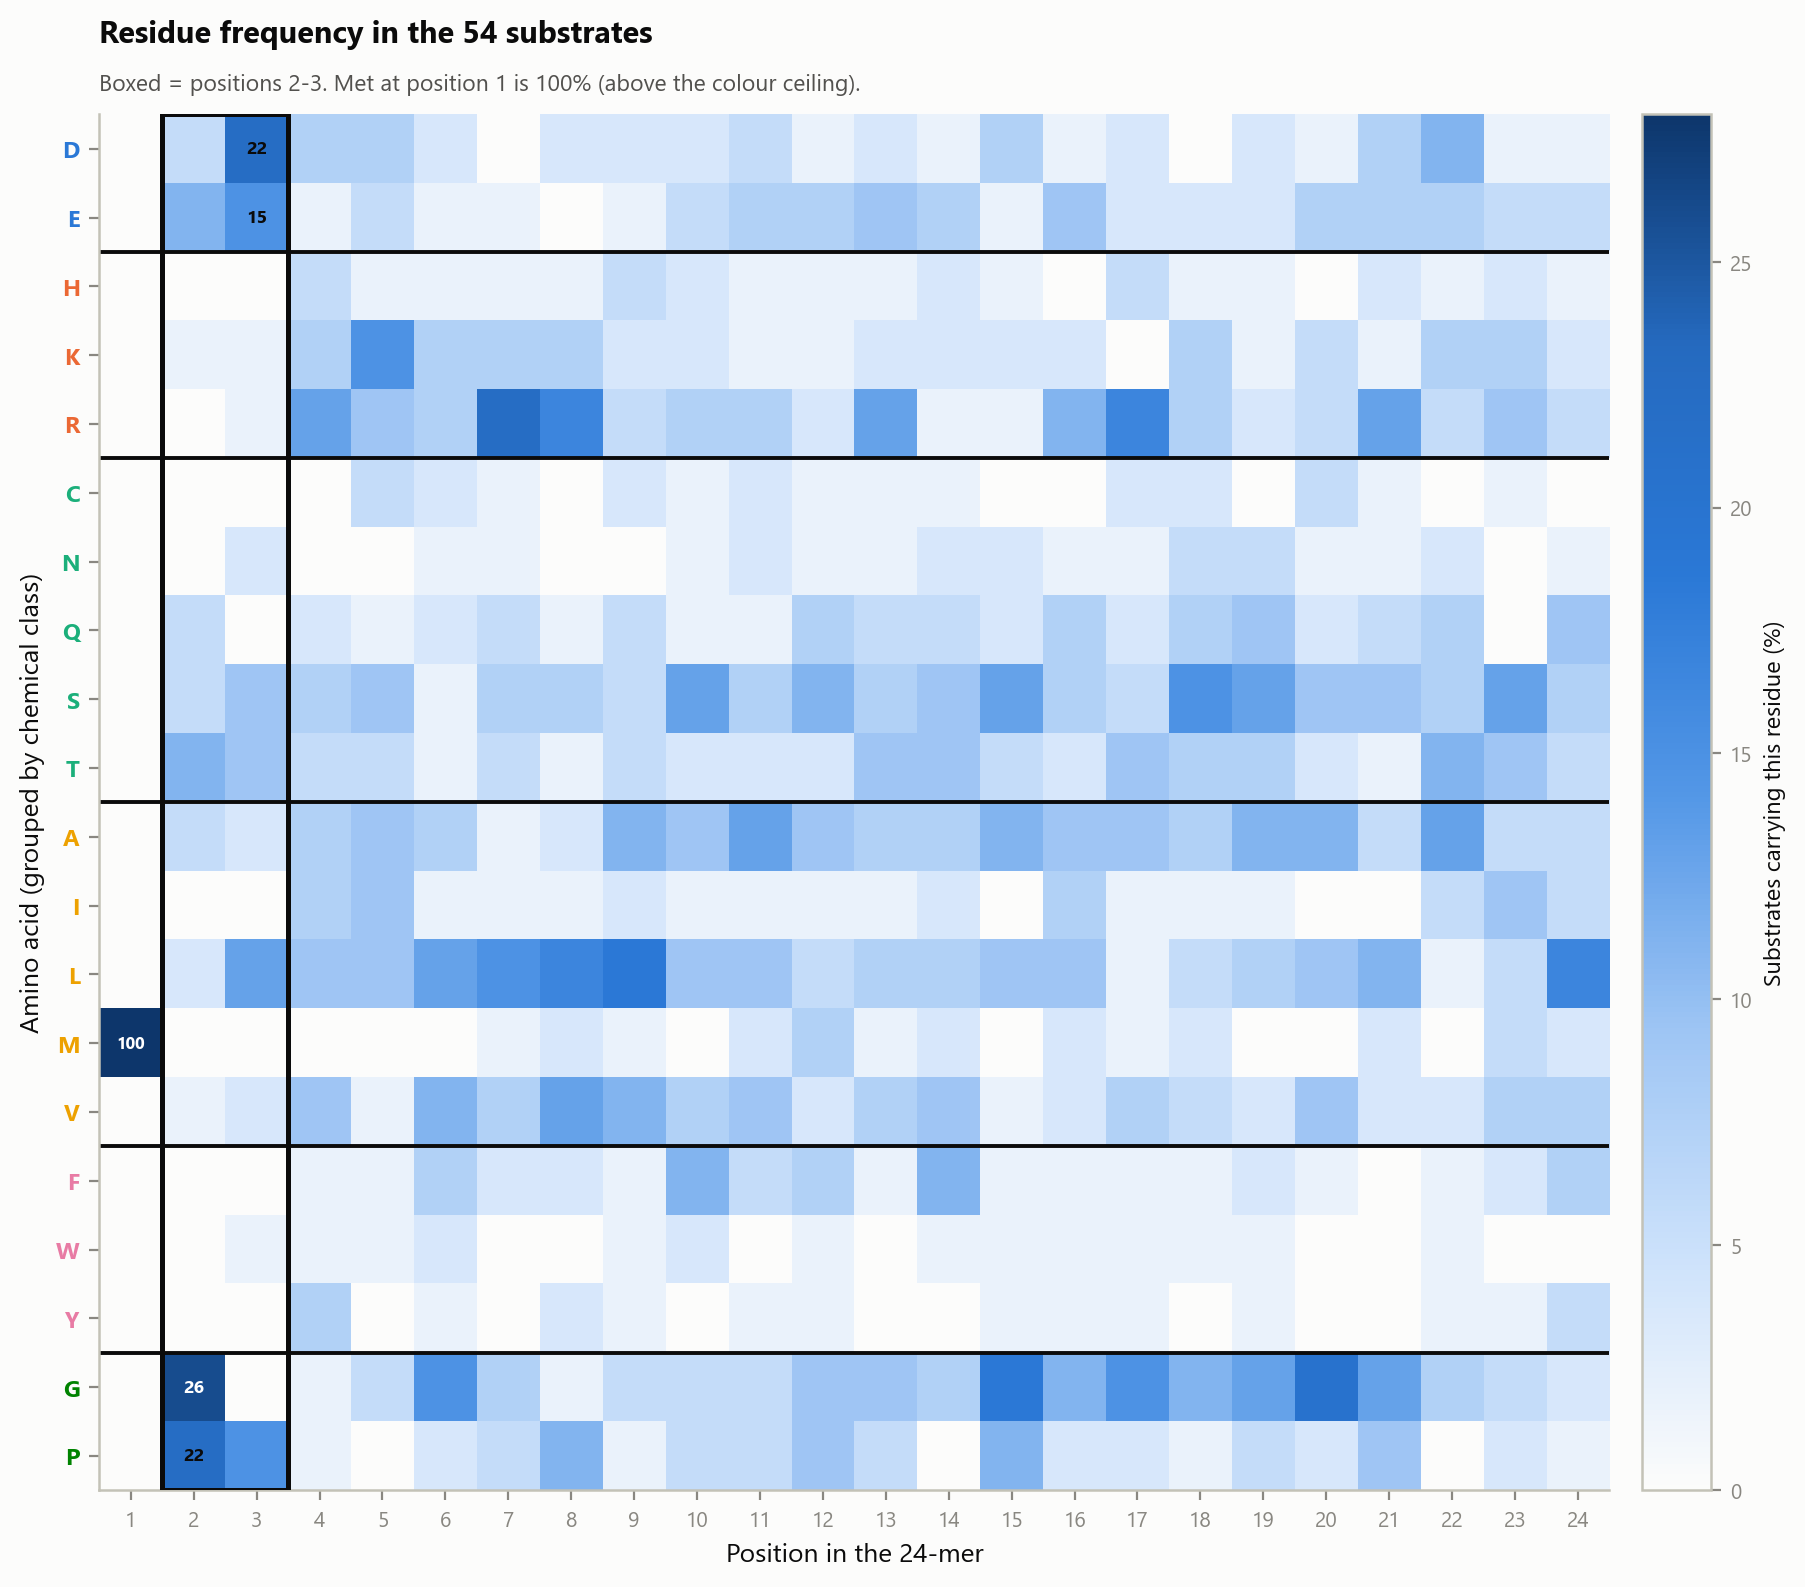 Residue frequency in the 54 substrates
Boxed = positions 2-3. Met at position 1 is 100% (above the colour ceiling).
Amino acid (grouped by chemical class)
D
22
E
15
H
K
R
C
N
Q
S
T
A
I
L
M
100
V
F
W
Y
G
26
P
22
1 2 3 4 5 6 7 8 9 10 11 12 13 14 15 16 17 18 19 20 21 22 23 24
Position in the 24-mer
25
20
15
10
5
0
Substrates carrying this residue (%)